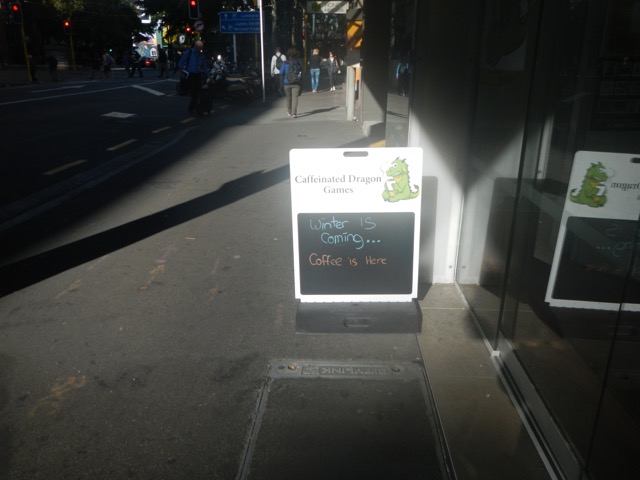 Caffeinated Dragon
Games
Winter is
Coming...
Coffee is Here